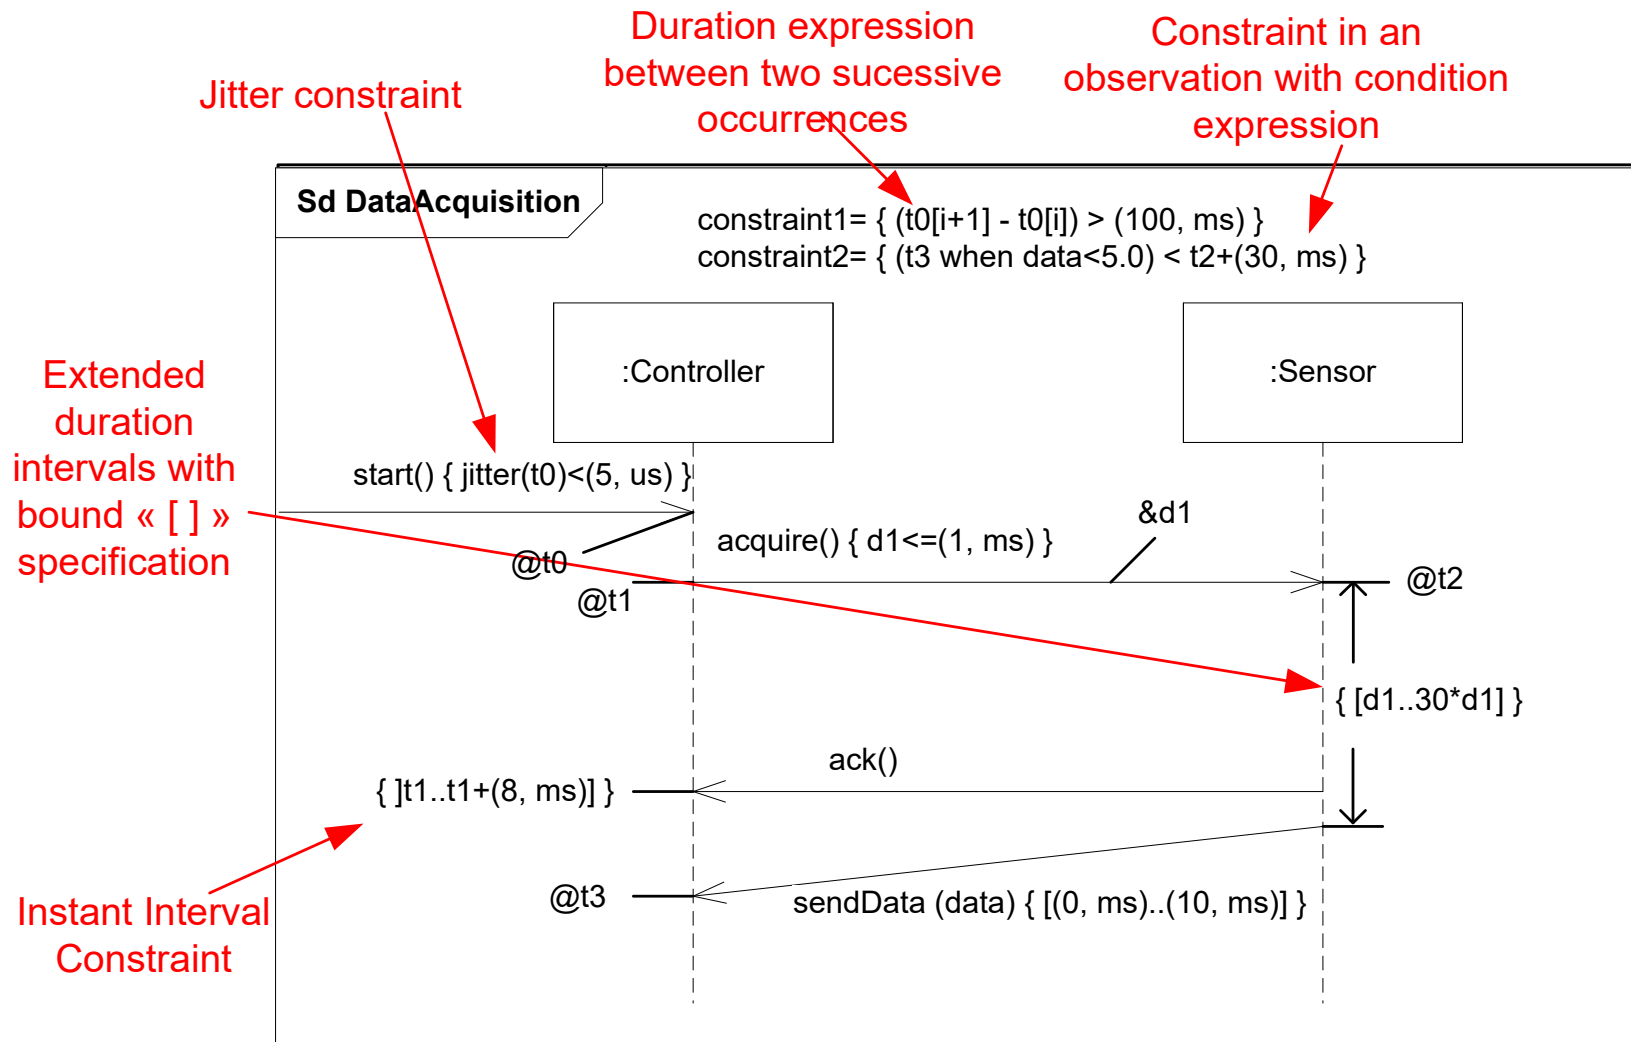 Duration expression
between two sucessive
occurrences
Constraint in an
observation with condition
expression
Jitter constraint
Sd DataAcquisition
constraint1= { (t0[i+1] - t0[i]) > (100, ms) }
constraint2= { (t3 when data<5.0) < t2+(30, ms) }
:Controller
:Sensor
Extended
duration
intervals with
bound « [ ] »
specification
start() { jitter(t0)<(5, us) }
@t0
acquire() { d1<=(1, ms) }
&d1
@t1
@t2
{ [d1..30*d1] }
ack()
{ ]t1..t1+(8, ms)] }
@t3
sendData (data) { [(0, ms)..(10, ms)] }
Instant Interval
Constraint